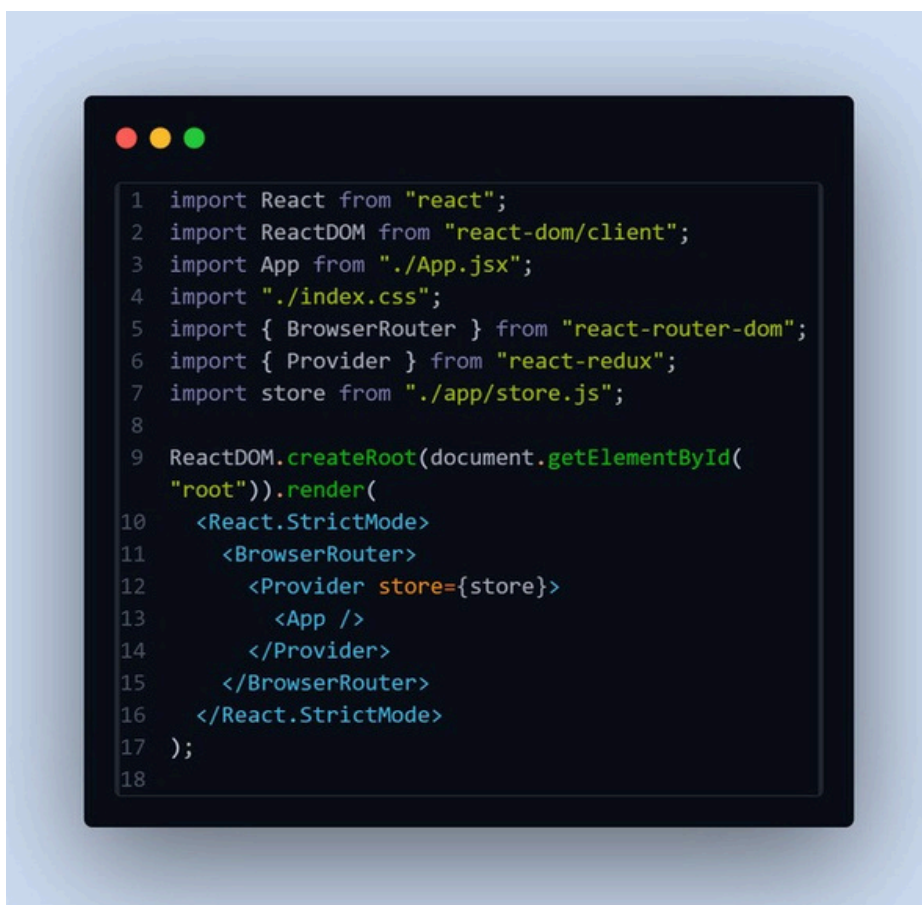 1 import React from "react";
2 import ReactDOM from "react-dom/client";
3 import App from "./App.jsx";
4 import "./index.css";
5 import { BrowserRouter } from "react-router-dom";
6 import { Provider } from "react-redux";
7 import store from "./app/store.js";
8
9 ReactDOM.createRoot(document.getElementById(
"root")).render(
10   <React.StrictMode>
11     <BrowserRouter>
12       <Provider store={store}>
13         <App />
14       </Provider>
15     </BrowserRouter>
16   </React.StrictMode>
17 );
18